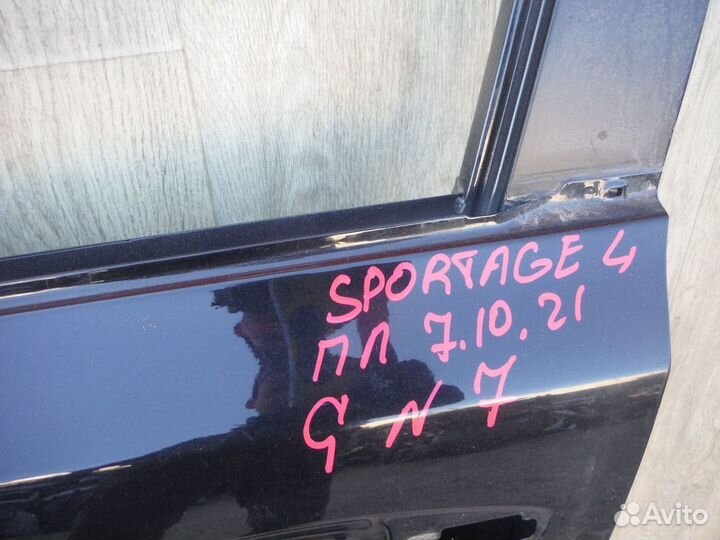 SPORTAGE 4
ПЛ 7.10.21
G N 7
Avito